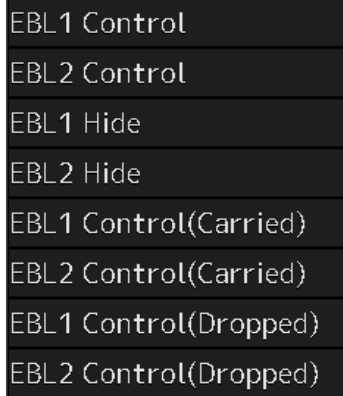 EBL1 Control
EBL2 Control
EBL1 Hide
EBL2 Hide
EBL1 Control(Carried)
EBL2 Control(Carried)
EBL1 Control(Dropped)
EBL2 Control(Dropped)